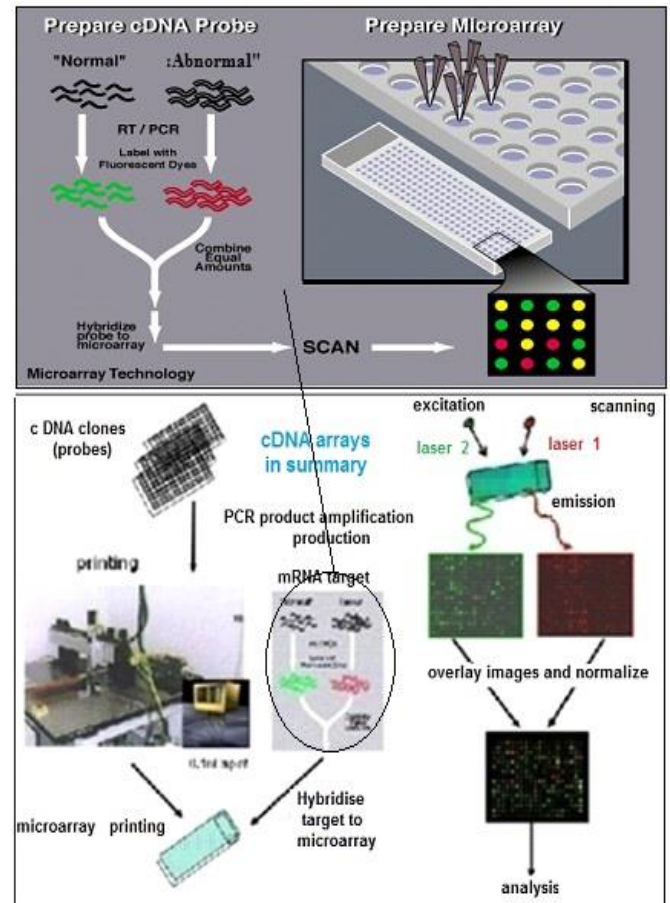 Prepare cDNA Probe
Prepare Microarray
"Normal"
:Abnormal"
RT / PCR
Label with
Fluorescent Dyes
Combine
Equal
Amounts
Hybridize
probe to
microarray
SCAN
Microarray Technology
c DNA clones
(probes)
cDNA arrays
in summary
excitation
scanning
laser 2
laser 1
emission
PCR product amplification
production
printing
mRNA target
overlay images and normalize
microarray printing
Hybridise
target to
microarray
analysis